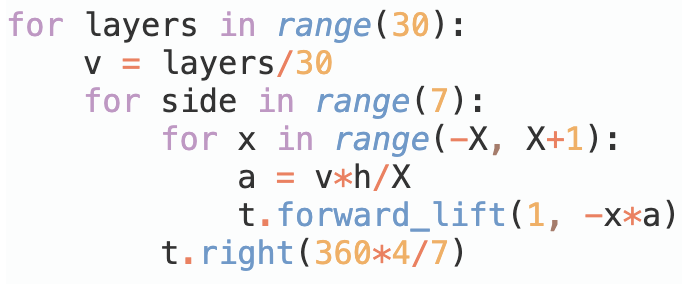 for layers in range(30):
    v = layers/30
    for side in range(7):
        for x in range(-X, X+1):
            a = v*h/X
            t.forward_lift(1, -x*a)
        t.right(360*4/7)